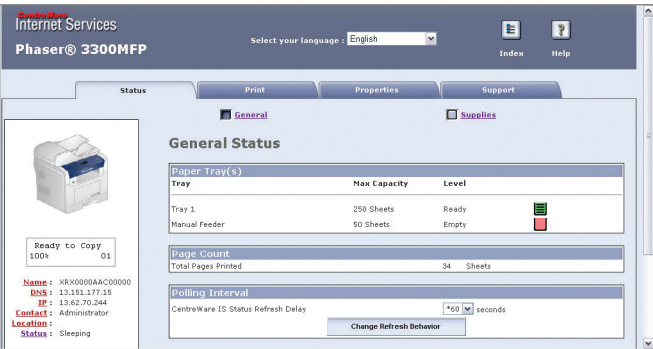 CentreWare
Internet Services
Phaser® 3300MFP
Select your language : English
Index
Help
Status
Print
Properties
Support
General
Supplies
General Status
Paper Tray(s)
Tray Max Capacity Level
Tray 1 250 Sheets Ready
Manual Feeder 50 Sheets Empty
Page Count
Total Pages Printed 34 Sheets
Polling Interval
CentreWare IS Status Refresh Delay *60 seconds
Change Refresh Behavior
Ready to Copy
100% 01
Name : XRX0000AAC00000
DNS : 13.151.177.15
IP : 13.62.70.244
Contact : Administrator
Location :
Status : Sleeping